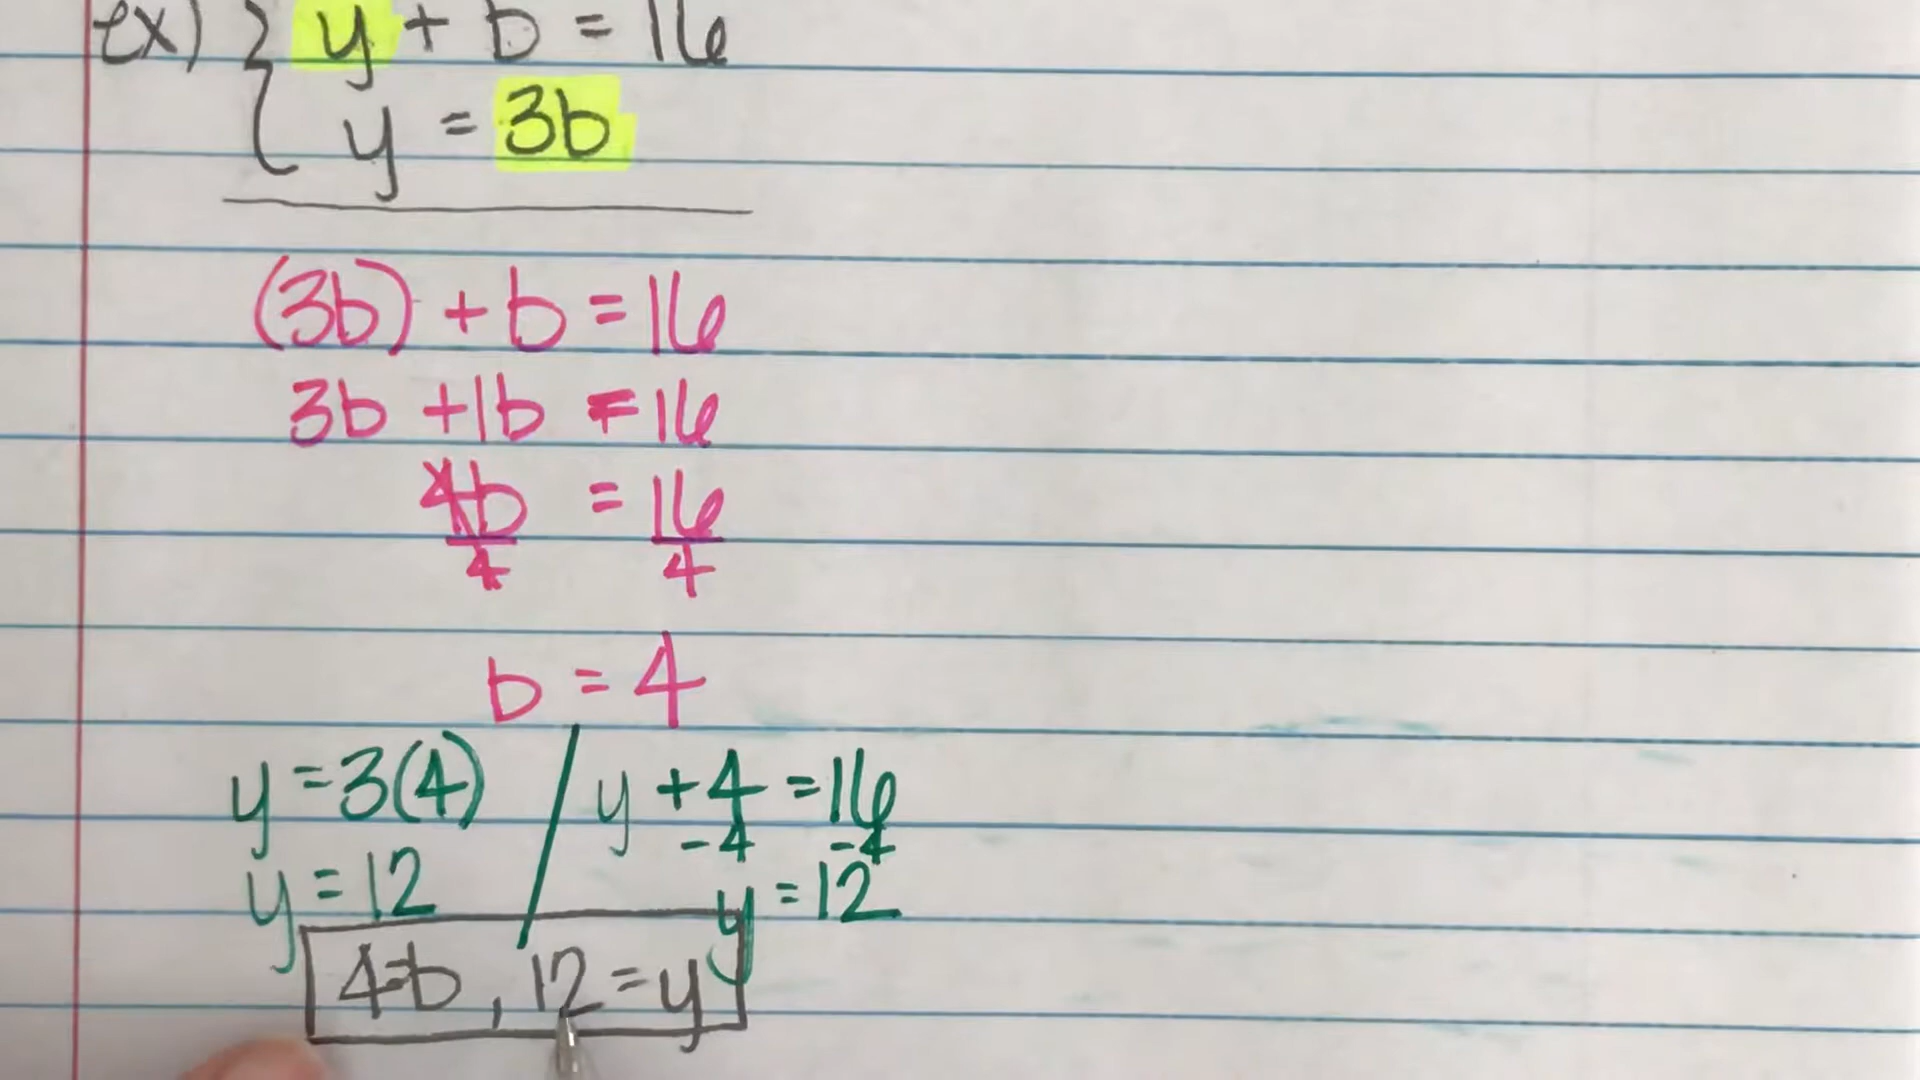 ex) { y + b = 16
y = 3b
(3b) + b = 16
3b + 1b = 16
4b = 16
4 4
b = 4
y = 3(4) / y + 4 = 16
-4 -4
y = 12 y = 12
4=b, 12=y